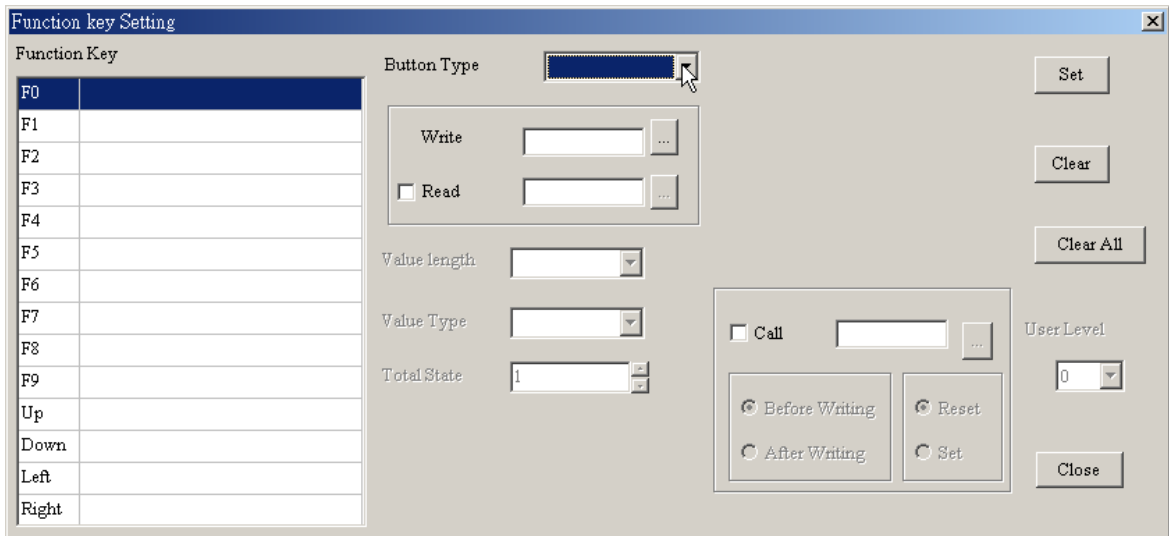 Function key Setting
Function Key
F0
F1
F2
F3
F4
F5
F6
F7
F8
F9
Up
Down
Left
Right
Button Type
Write
...
Read
...
Value length
Value Type
Total State
1
Call
...
Before Writing
After Writing
Reset
Set
Set
Clear
Clear All
User Level
0
Close